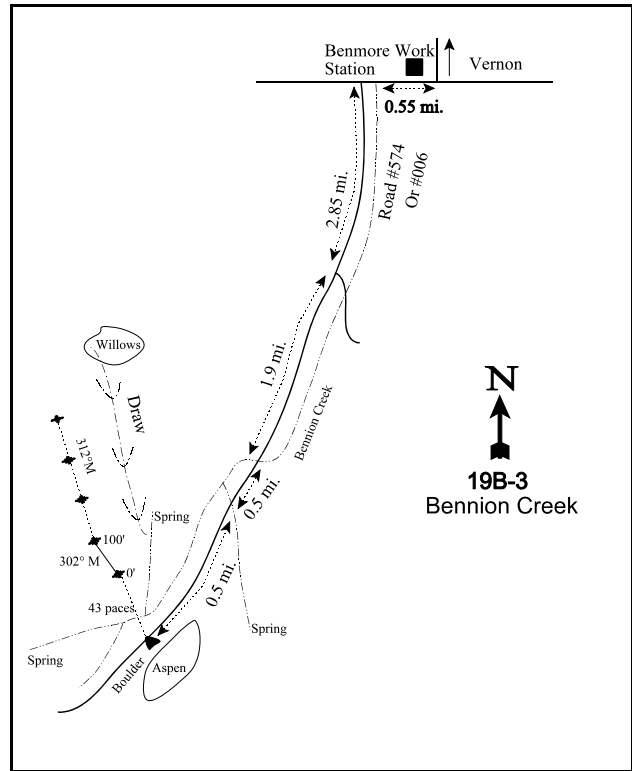 Benmore Work
Station
Vernon
0.55 mi.
Road #574
Or #006
2.85 mi.
1.9 mi.
Willows
Draw
Bennion Creek
N
19B-3
Bennion Creek
312°M
0.5 mi.
Spring
100'
302° M
0'
0.5 mi.
43 paces
Spring
Spring
Boulder
Aspen